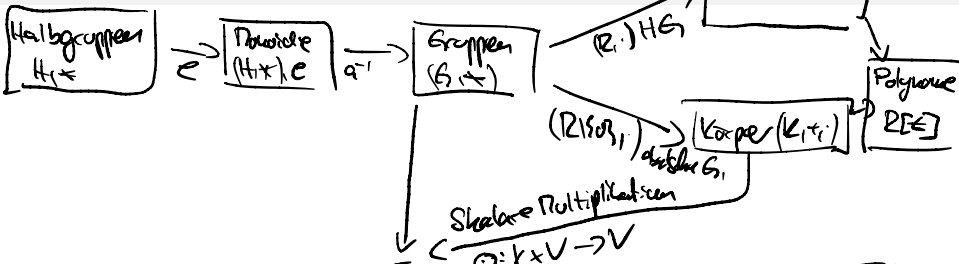 Halbgruppen
H, *
e
Monoide
(H, *), e
a⁻¹
Gruppen
(G, *)
(R, ·) HG
(R\{0}, ·)
abelsche G,
Körper (K, +, ·)
Polynome
R[t]
Skalare Multiplikation
⊙: K × V → V